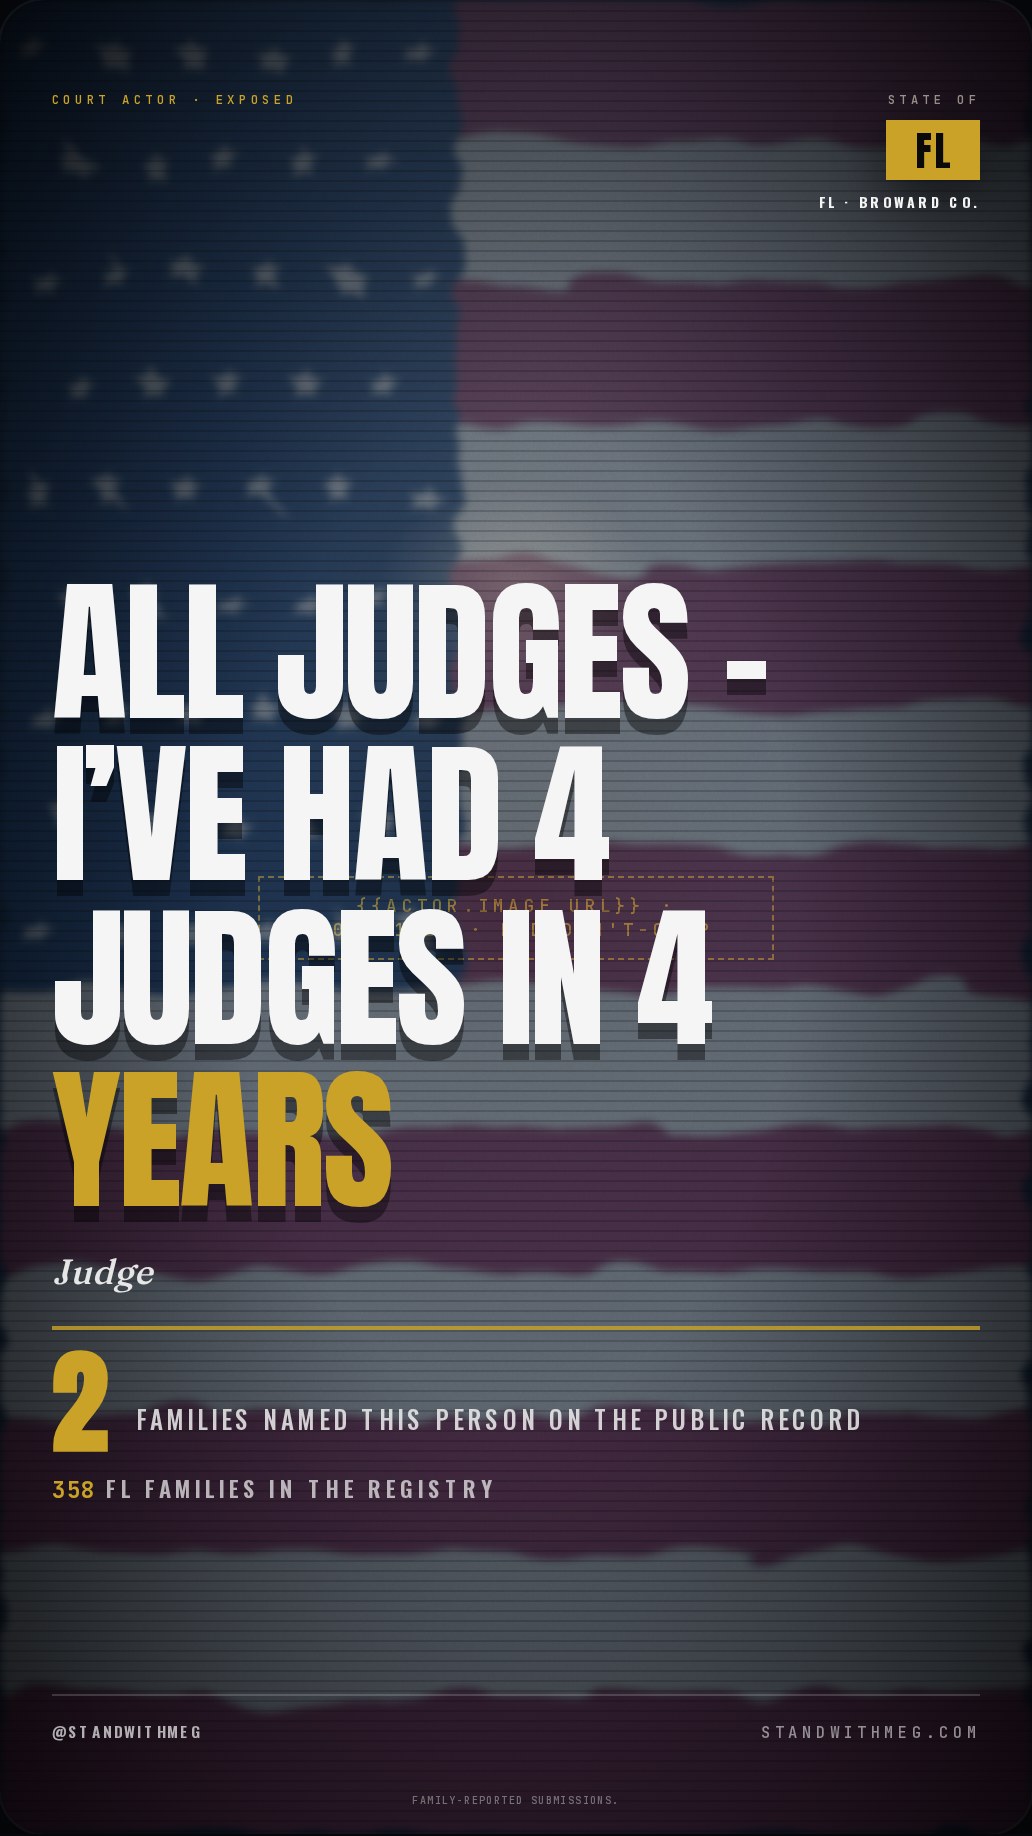 COURT ACTOR · EXPOSED
STATE OF
FL
FL · BROWARD CO.
ALL JUDGES -
I'VE HAD 4
{{ACTOR.IMAGE_URL}} ·
JUDGES IN 4
YEARS
Judge
2 FAMILIES NAMED THIS PERSON ON THE PUBLIC RECORD
358 FL FAMILIES IN THE REGISTRY
@STANDWITHMEG
STANDWITHMEG.COM
FAMILY-REPORTED SUBMISSIONS.